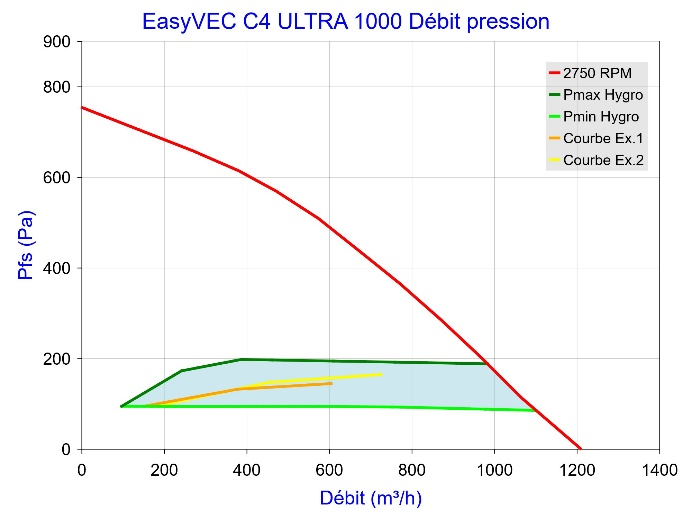 EasyVEC C4 ULTRA 1000 Débit pression
900
800
600
400
200
0
Pfs (Pa)
2750 RPM
Pmax Hygro
Pmin Hygro
Courbe Ex.1
Courbe Ex.2
0 200 400 600 800 1000 1200 1400
Débit (m³/h)